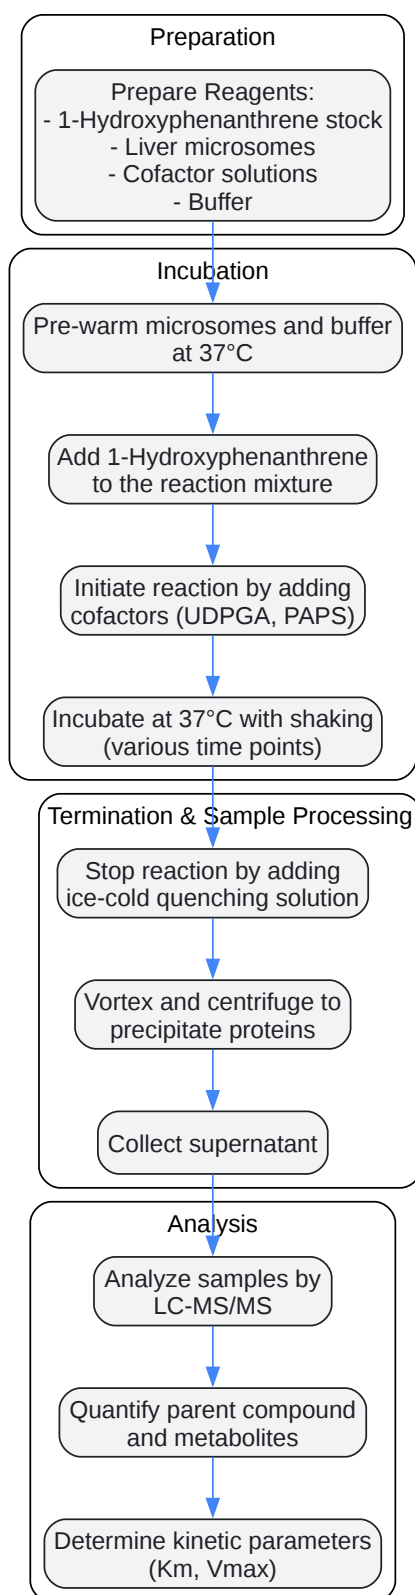 Preparation
Prepare Reagents:
- 1-Hydroxyphenanthrene stock
- Liver microsomes
- Cofactor solutions
- Buffer
Incubation
Pre-warm microsomes and buffer
at 37°C
Add 1-Hydroxyphenanthrene
to the reaction mixture
Initiate reaction by adding
cofactors (UDPGA, PAPS)
Incubate at 37°C with shaking
(various time points)
Termination & Sample Processing
Stop reaction by adding
ice-cold quenching solution
Vortex and centrifuge to
precipitate proteins
Collect supernatant
Analysis
Analyze samples by
LC-MS/MS
Quantify parent compound
and metabolites
Determine kinetic parameters
(Km, Vmax)